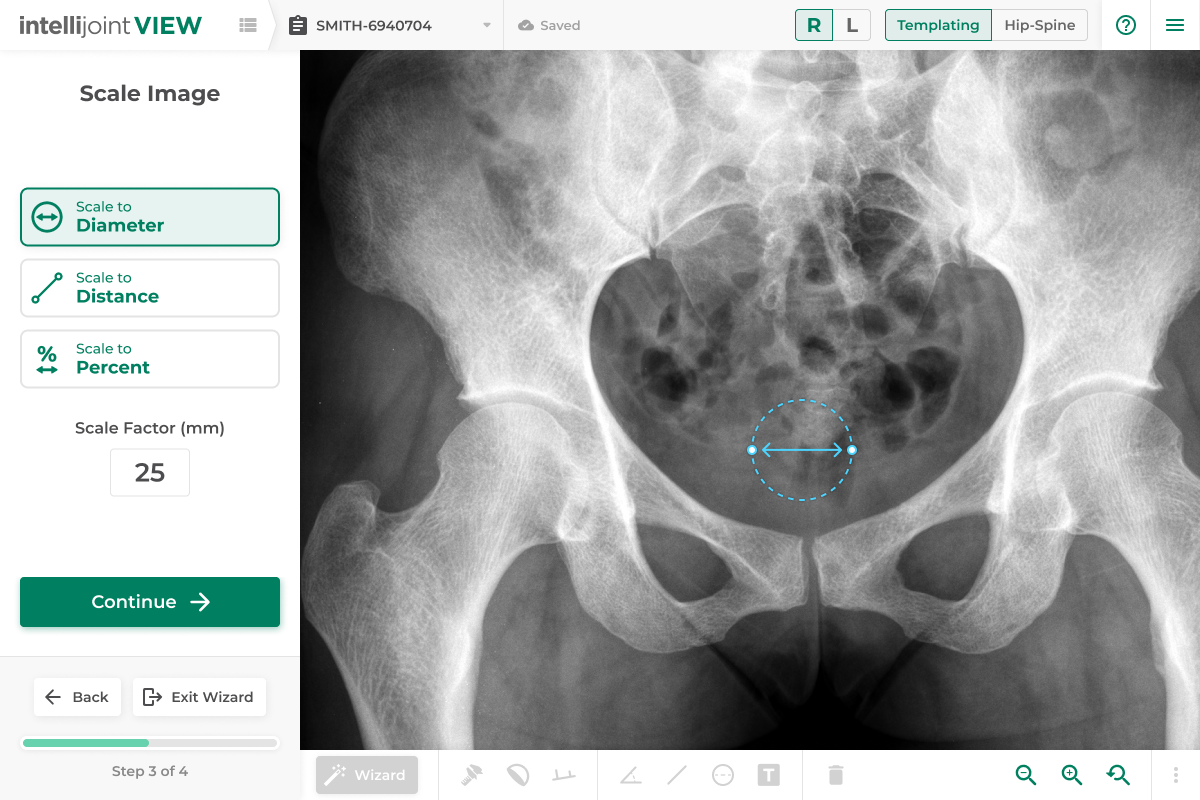 intellijoint VIEW
SMITH-6940704
Saved
R L
Templating Hip-Spine
Scale Image
Scale to
Diameter
Scale to
Distance
%
Scale to
Percent
Scale Factor (mm)
25
Continue
Back Exit Wizard
Step 3 of 4
Wizard
T